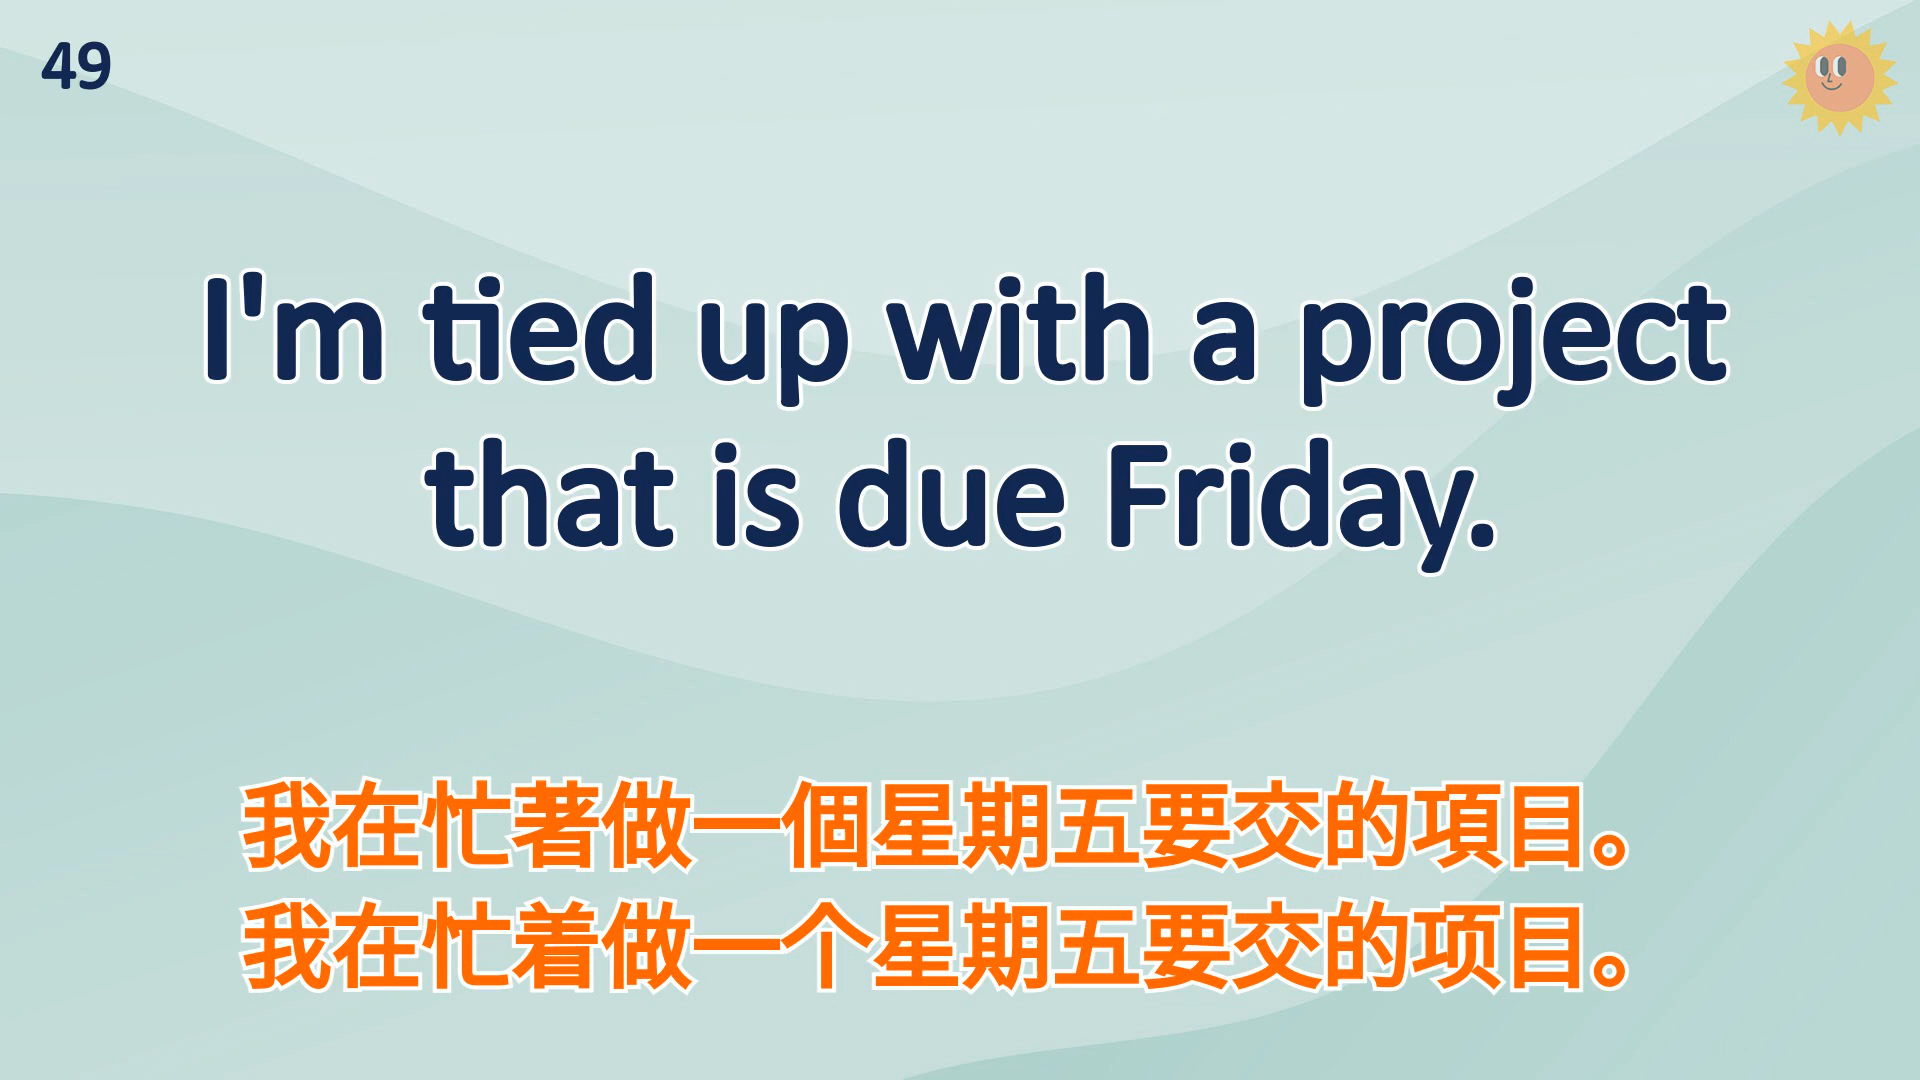 49
I'm tied up with a project
that is due Friday.
我在忙著做一個星期五要交的項目。
我在忙着做一个星期五要交的项目。